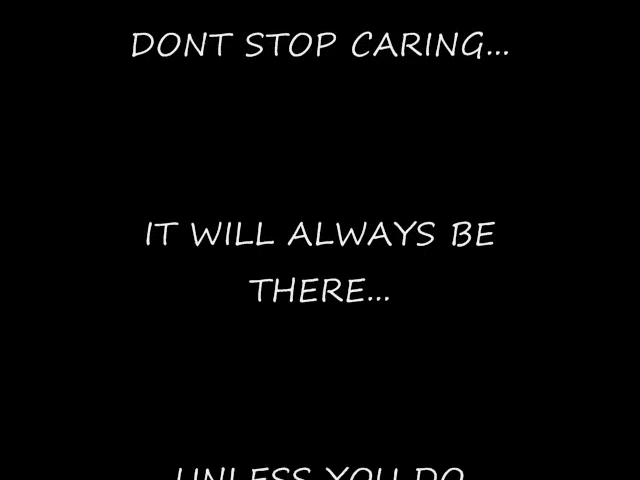 DONT STOP CARING...
IT WILL ALWAYS BE
THERE...
UNLESS YOU DO